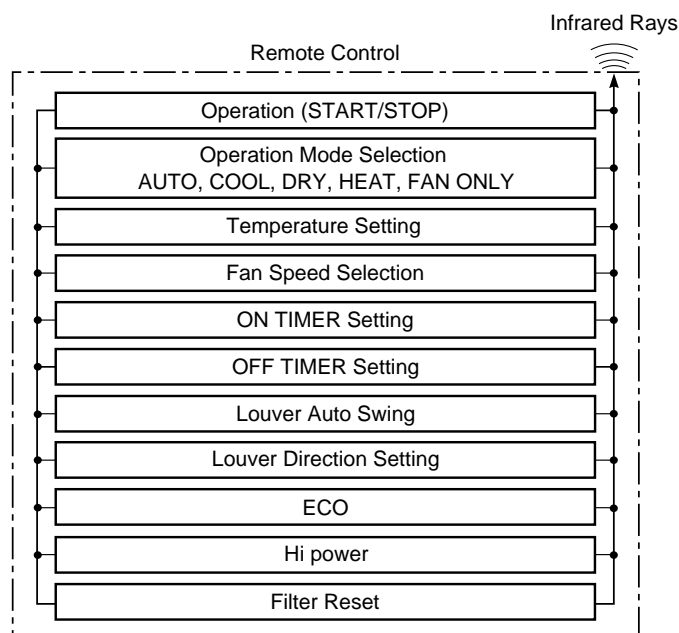 Infrared Rays
Remote Control
Operation (START/STOP)
Operation Mode Selection
AUTO, COOL, DRY, HEAT, FAN ONLY
Temperature Setting
Fan Speed Selection
ON TIMER Setting
OFF TIMER Setting
Louver Auto Swing
Louver Direction Setting
ECO
Hi power
Filter Reset